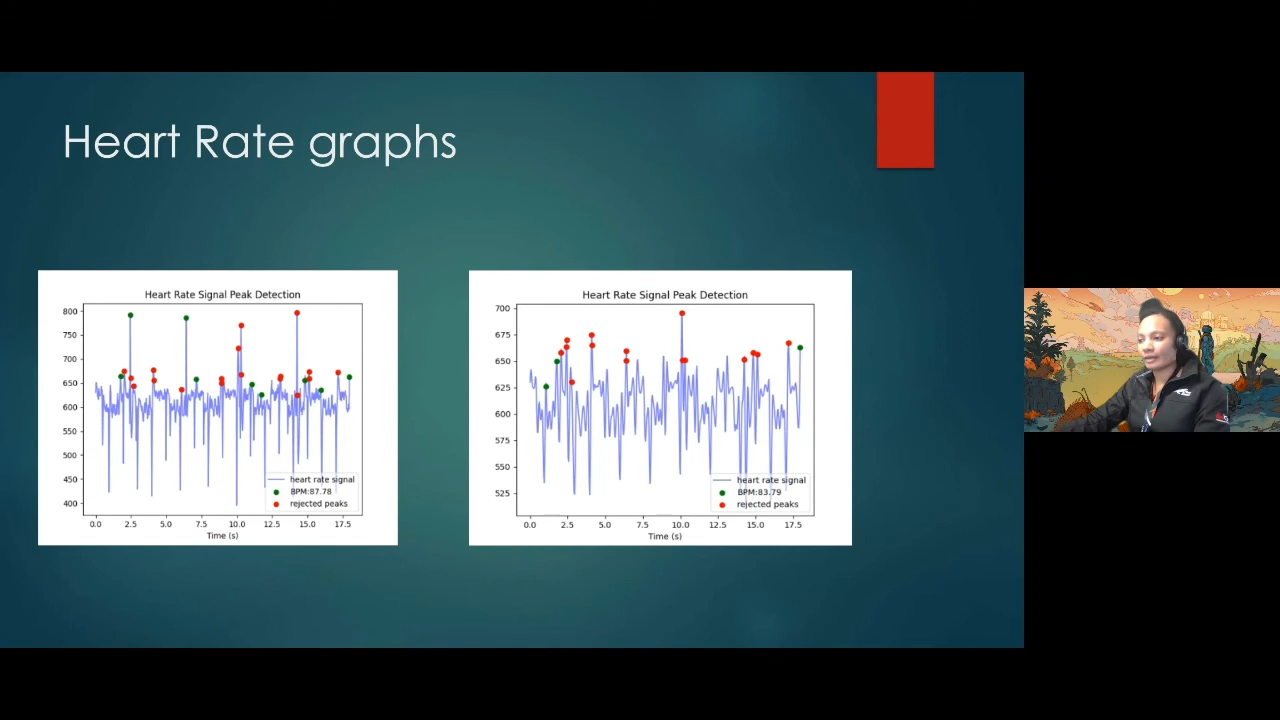 Heart Rate graphs
Heart Rate Signal Peak Detection
800
750
700
650
600
550
500
450
400
heart rate signal
BPM:87.78
rejected peaks
0.0 2.5 5.0 7.5 10.0 12.5 15.0 17.5
Time (s)
Heart Rate Signal Peak Detection
700
675
650
625
600
575
550
525
heart rate signal
BPM:83.79
rejected peaks
0.0 2.5 5.0 7.5 10.0 12.5 15.0 17.5
Time (s)